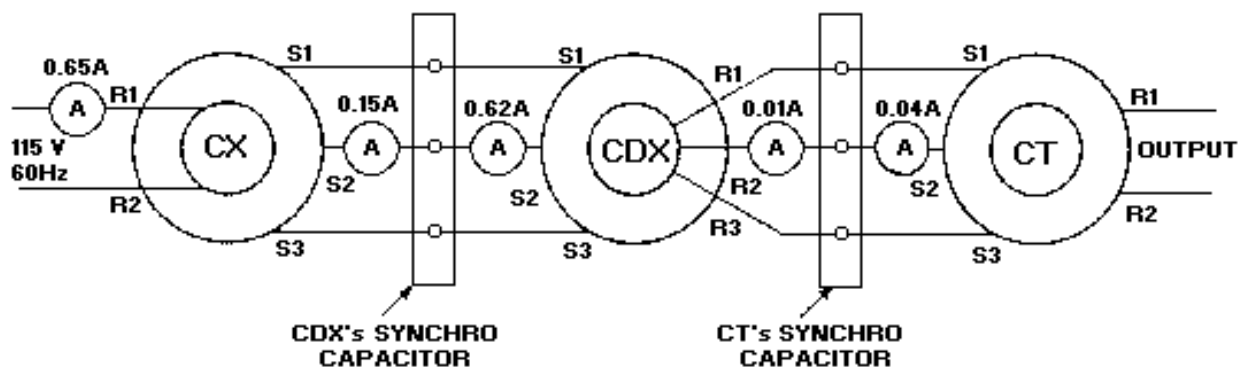 0.65A
A
R1
115 V
60Hz
R2
CX
S1
0.15A
A
S2
S3
0.62A
A
S1
S2
S3
CDX
R1
0.01A
A
R2
R3
0.04A
A
S1
S2
S3
CT
R1
OUTPUT
R2
CDX's SYNCHRO
CAPACITOR
CT's SYNCHRO
CAPACITOR